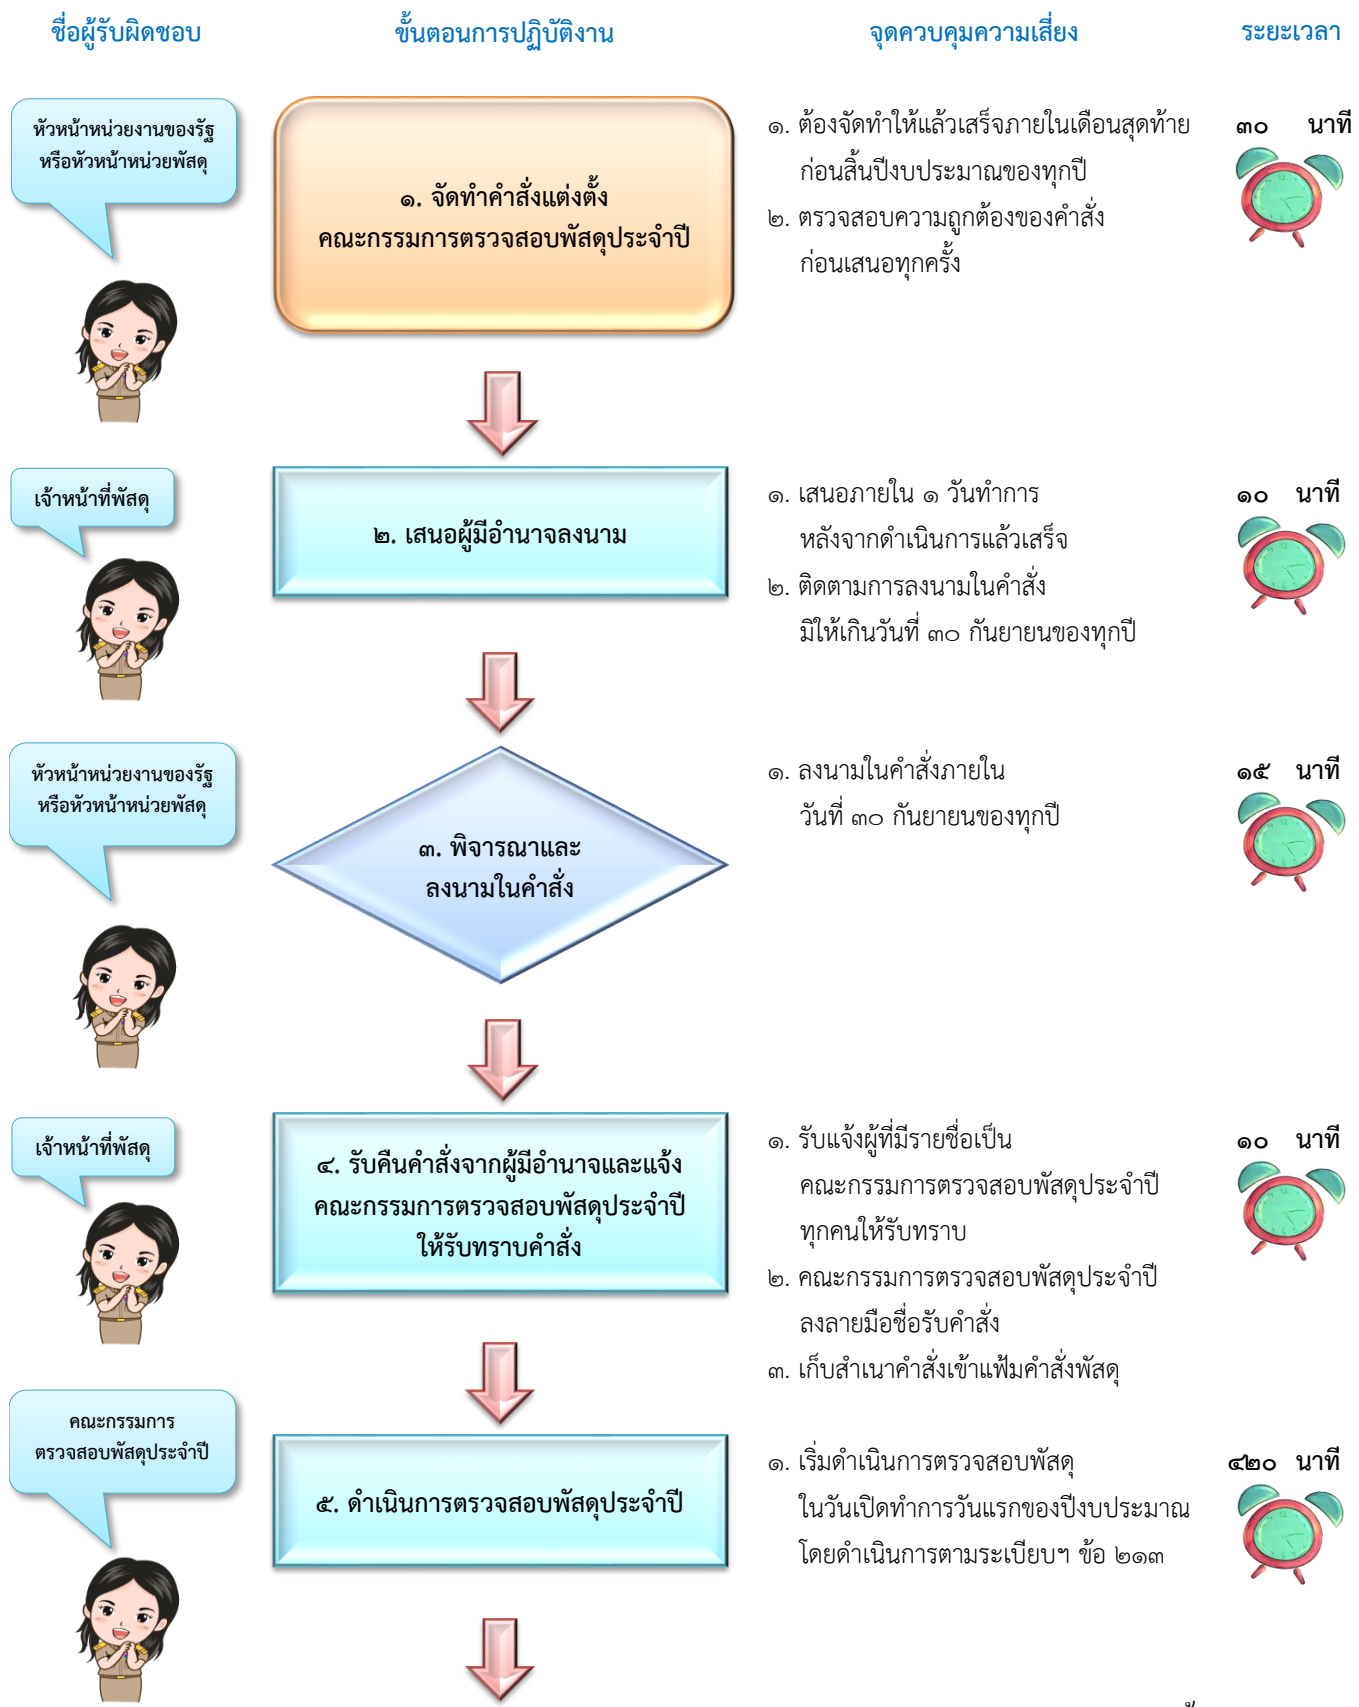 ชื่อผู้รับผิดชอบ ขั้นตอนการปฏิบัติงาน จุดควบคุมความเสี่ยง ระยะเวลา
หัวหน้าหน่วยงานของรัฐ
หรือหัวหน้าหน่วยพัสดุ
๑. จัดทำคำสั่งแต่งตั้ง
คณะกรรมการตรวจสอบพัสดุประจำปี
๑. ต้องจัดทำให้แล้วเสร็จภายในเดือนสุดท้าย
ก่อนสิ้นปีงบประมาณของทุกปี
๒. ตรวจสอบความถูกต้องของคำสั่ง
ก่อนเสนอทุกครั้ง
๓๐ นาที
เจ้าหน้าที่พัสดุ
๒. เสนอผู้มีอำนาจลงนาม
๑. เสนอภายใน ๑ วันทำการ
หลังจากดำเนินการแล้วเสร็จ
๒. ติดตามการลงนามในคำสั่ง
มิให้เกินวันที่ ๓๐ กันยายนของทุกปี
๑๐ นาที
หัวหน้าหน่วยงานของรัฐ
หรือหัวหน้าหน่วยพัสดุ
๓. พิจารณาและ
ลงนามในคำสั่ง
๑. ลงนามในคำสั่งภายใน
วันที่ ๓๐ กันยายนของทุกปี
๑๕ นาที
เจ้าหน้าที่พัสดุ
๔. รับคืนคำสั่งจากผู้มีอำนาจและแจ้ง
คณะกรรมการตรวจสอบพัสดุประจำปี
ให้รับทราบคำสั่ง
๑. รับแจ้งผู้ที่มีรายชื่อเป็น
คณะกรรมการตรวจสอบพัสดุประจำปี
ทุกคนให้รับทราบ
๒. คณะกรรมการตรวจสอบพัสดุประจำปี
ลงลายมือชื่อรับคำสั่ง
๓. เก็บสำเนาคำสั่งเข้าแฟ้มคำสั่งพัสดุ
๑๐ นาที
คณะกรรมการ
ตรวจสอบพัสดุประจำปี
๕. ดำเนินการตรวจสอบพัสดุประจำปี
๑. เริ่มดำเนินการตรวจสอบพัสดุ
ในวันเปิดทำการวันแรกของปีงบประมาณ
โดยดำเนินการตามระเบียบฯ ข้อ ๒๑๓
๔๒๐ นาที